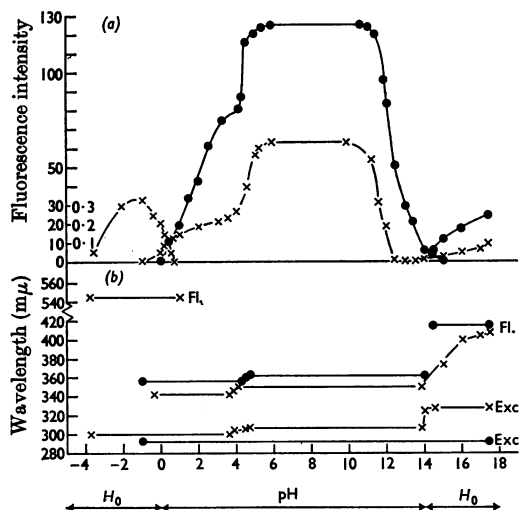 130
(a)
100
Fluorescence intensity
50
0·3
0·2
20
0·1
10
0
(b)
560
540
Fl.
Wavelength (mμ)
420
400
380
360
340
320
300
280
Fl.
Exc
Exc
−4 −2 0 2 4 6 8 10 12 14 16 18
H0 pH H0